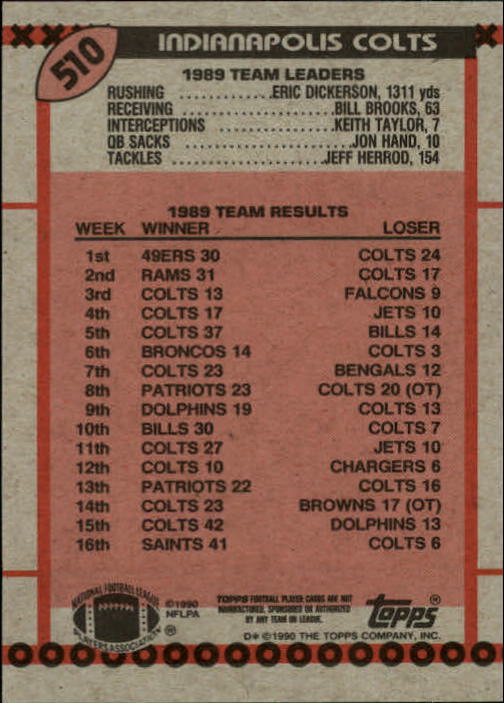 510
INDIANAPOLIS COLTS
1989 TEAM LEADERS
RUSHING ............ERIC DICKERSON, 1311 yds
RECEIVING ....................BILL BROOKS, 63
INTERCEPTIONS ...............KEITH TAYLOR, 7
QB SACKS .......................JON HAND, 10
TACKLES ....................JEFF HERROD, 154
1989 TEAM RESULTS
WEEK WINNER LOSER
1st 49ERS 30 COLTS 24
2nd RAMS 31 COLTS 17
3rd COLTS 13 FALCONS 9
4th COLTS 17 JETS 10
5th COLTS 37 BILLS 14
6th BRONCOS 14 COLTS 3
7th COLTS 23 BENGALS 12
8th PATRIOTS 23 COLTS 20 (OT)
9th DOLPHINS 19 COLTS 13
10th BILLS 30 COLTS 7
11th COLTS 27 JETS 10
12th COLTS 10 CHARGERS 6
13th PATRIOTS 22 COLTS 16
14th COLTS 23 BROWNS 17 (OT)
15th COLTS 42 DOLPHINS 13
16th SAINTS 41 COLTS 6
NATIONAL FOOTBALL LEAGUE
PLAYERS ASSOCIATION ®
©1990
NFLPA
TOPPS FOOTBALL PLAYER CARDS ARE NOT
MANUFACTURED, SPONSORED OR AUTHORIZED
BY ANY TEAM OR LEAGUE.
topps ®
D* ©1990 THE TOPPS COMPANY, INC.